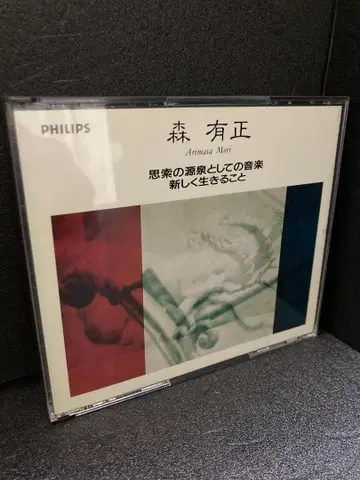 PHILIPS
森 有正
Arimasa Mori
思索の源泉としての音楽
新しく生きること